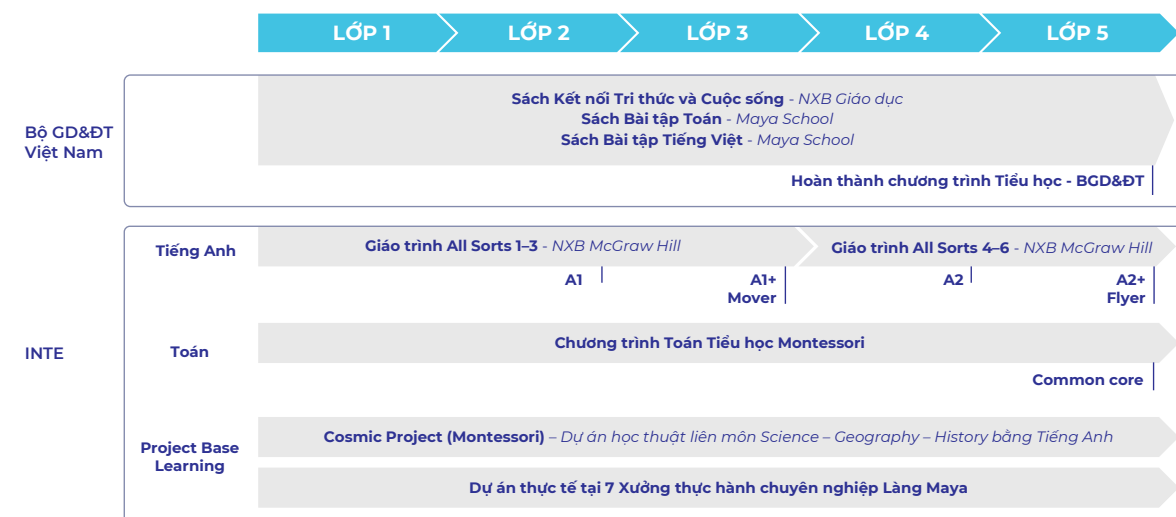 LỚP 1
LỚP 2
LỚP 3
LỚP 4
LỚP 5
Bộ GD&ĐT
Việt Nam
Sách Kết nối Tri thức và Cuộc sống - NXB Giáo dục
Sách Bài tập Toán - Maya School
Sách Bài tập Tiếng Việt - Maya School
Hoàn thành chương trình Tiểu học - BGD&ĐT
INTE
Tiếng Anh
Giáo trình All Sorts 1–3 - NXB McGraw Hill
Giáo trình All Sorts 4–6 - NXB McGraw Hill
A1
A1+
Mover
A2
A2+
Flyer
Toán
Chương trình Toán Tiểu học Montessori
Common core
Project Base
Learning
Cosmic Project (Montessori) – Dự án học thuật liên môn Science – Geography – History bằng Tiếng Anh
Dự án thực tế tại 7 Xưởng thực hành chuyên nghiệp Làng Maya